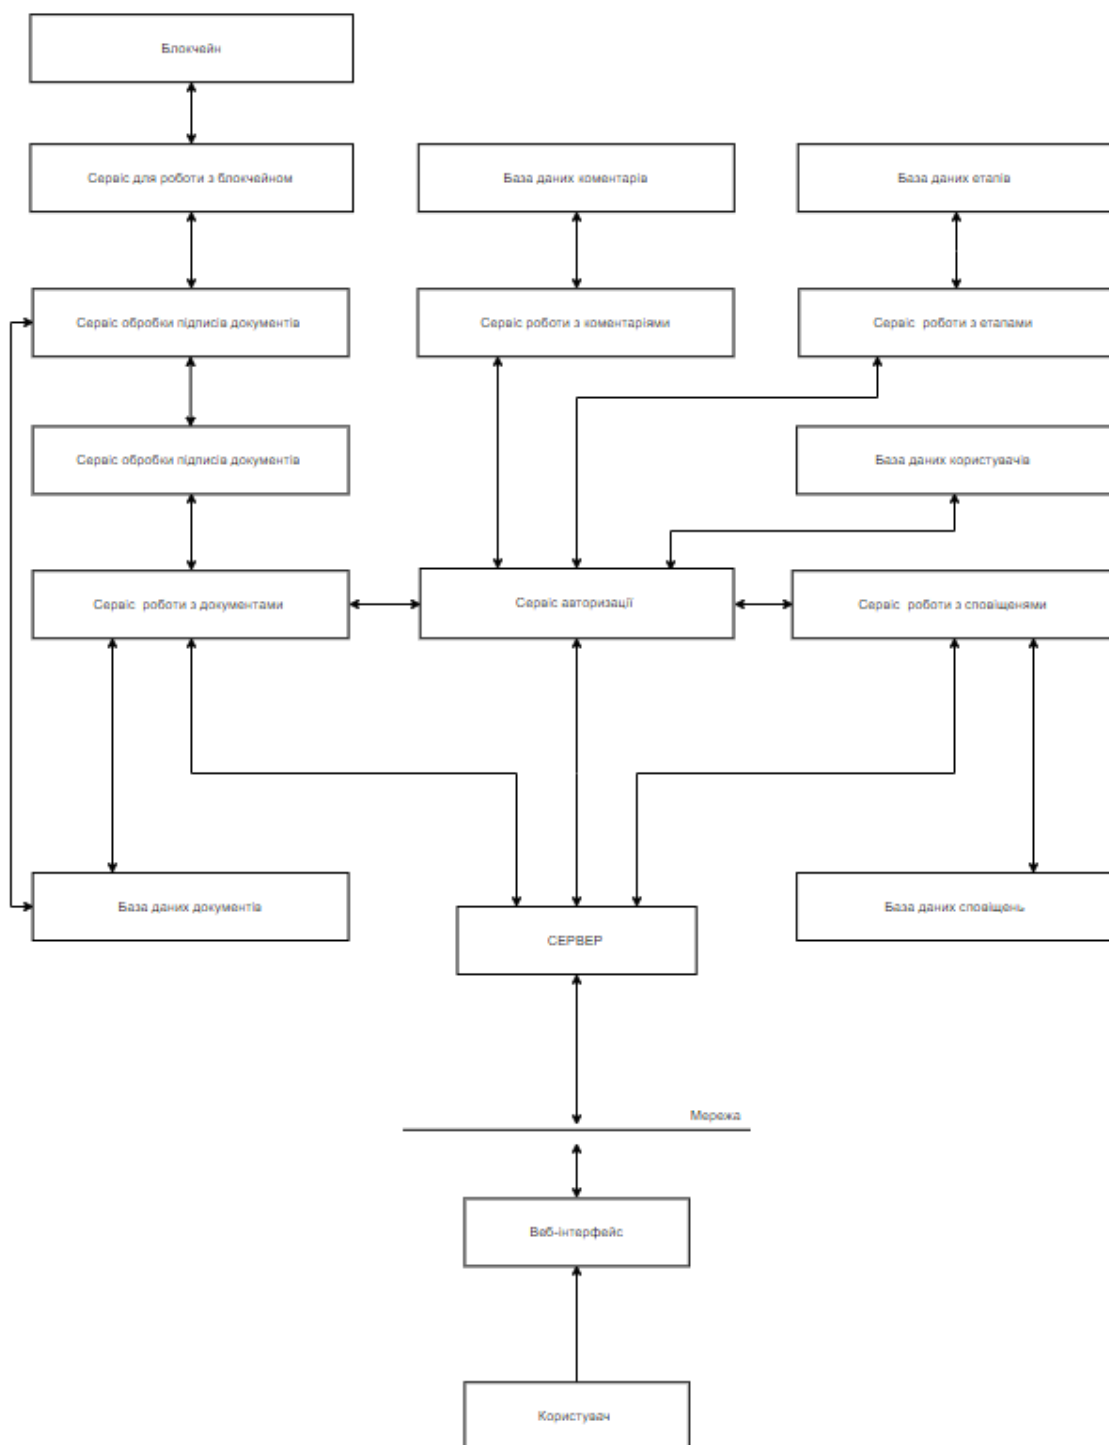 Блокчейн
Сервіс для роботи з блокчейном
База даних коментарів
База даних етапів
Сервіс обробки підписів документів
Сервіс роботи з коментаріями
Сервіс роботи з етапами
Сервіс обробки підписів документів
База даних користувачів
Сервіс роботи з документами
Сервіс авторизації
Сервіс роботи з сповіщенями
База даних документів
База даних сповіщень
СЕРВЕР
Мережа
Веб-інтерфейс
Користувач